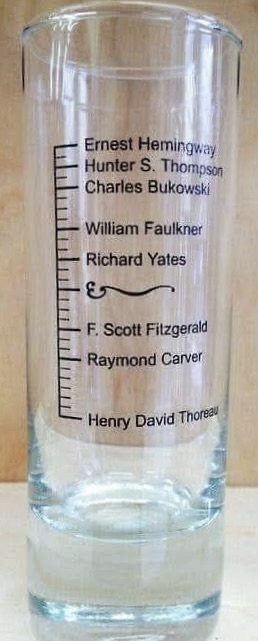 Ernest Hemingway
Hunter S. Thompson
Charles Bukowski
William Faulkner
Richard Yates
&
F. Scott Fitzgerald
Raymond Carver
Henry David Thoreau